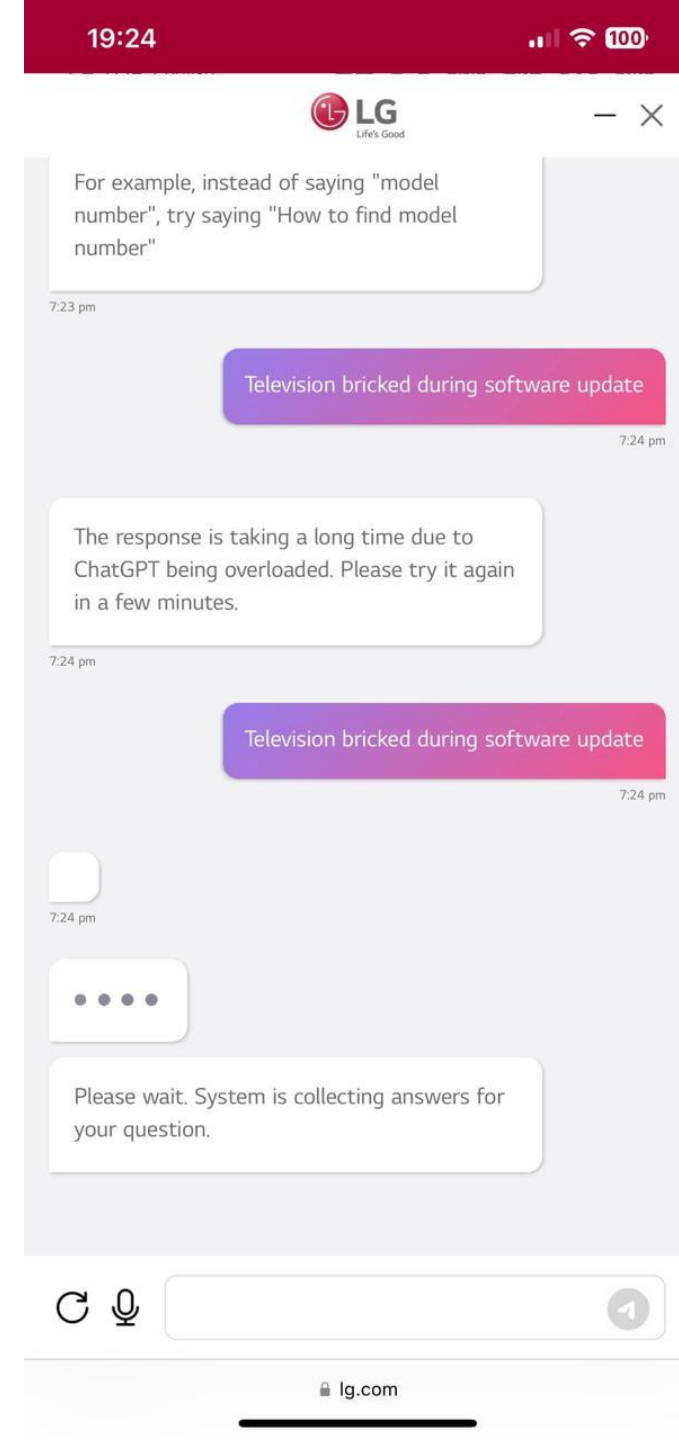 19:24
100
LG
Life's Good
For example, instead of saying "model
number", try saying "How to find model
number"
7:23 pm
Television bricked during software update
7:24 pm
The response is taking a long time due to
ChatGPT being overloaded. Please try it again
in a few minutes.
7:24 pm
Television bricked during software update
7:24 pm
7:24 pm
Please wait. System is collecting answers for
your question.
lg.com